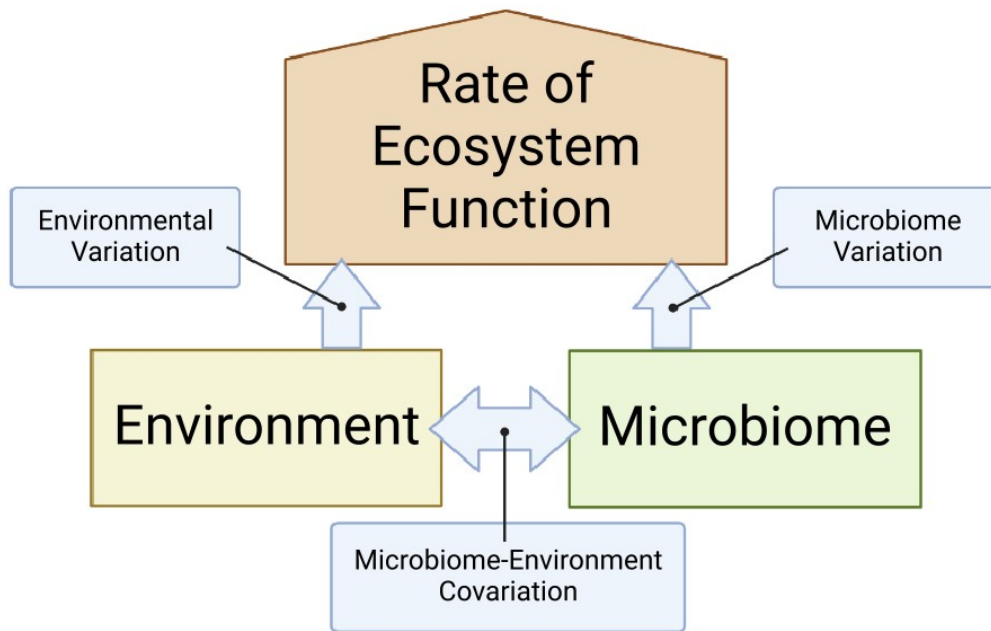 Rate of
Ecosystem
Function
Environmental
Variation
Microbiome
Variation
Environment
Microbiome
Microbiome-Environment
Covariation